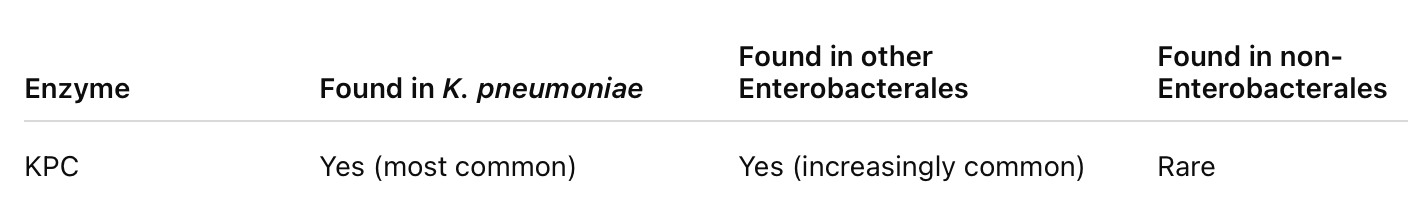 Enzyme
Found in K. pneumoniae
Found in other
Enterobacterales
Found in non-
Enterobacterales
KPC
Yes (most common)
Yes (increasingly common)
Rare